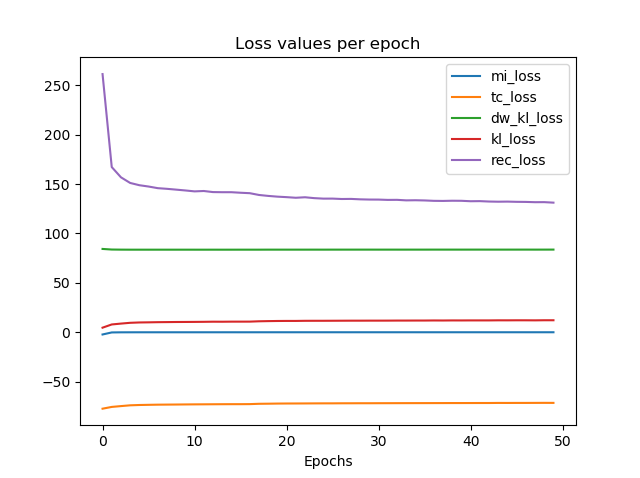 Loss values per epoch
mi_loss
tc_loss
dw_kl_loss
kl_loss
rec_loss
250
200
150
100
50
0
−50
0 10 20 30 40 50
Epochs